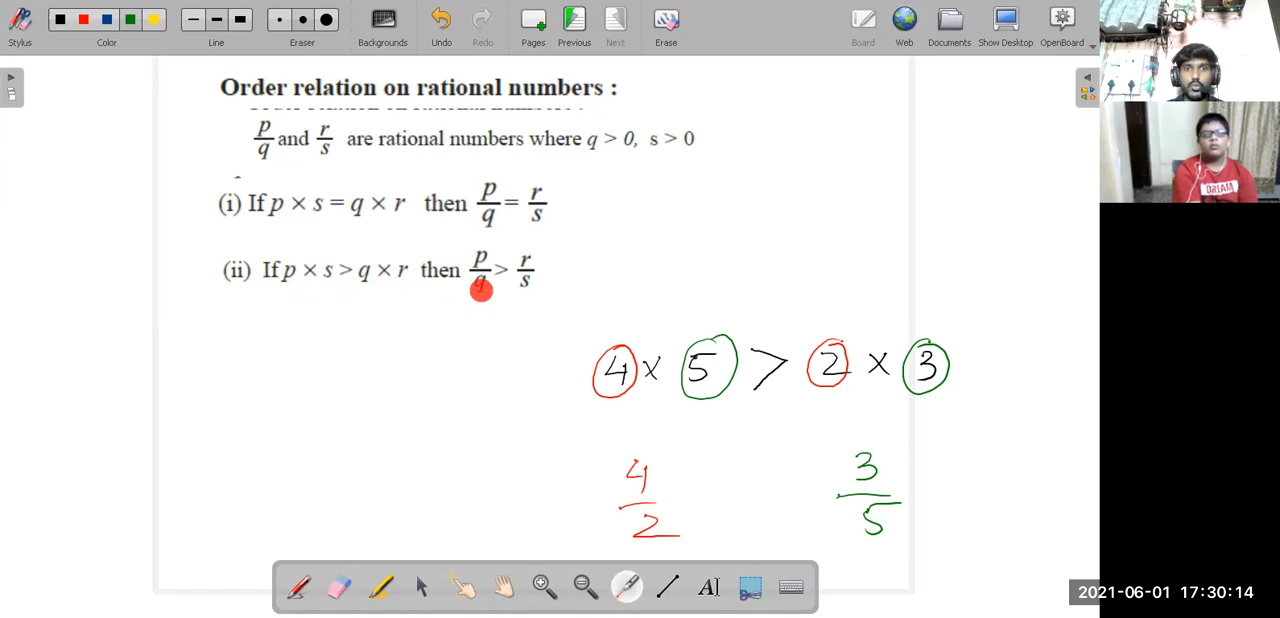 Stylus Color Line Eraser Backgrounds Undo Redo Pages Previous Next Erase Board Web Documents Show Desktop OpenBoard
Order relation on rational numbers :
p/q and r/s are rational numbers where q > 0, s > 0
(i) If p × s = q × r then p/q = r/s
(ii) If p × s > q × r then p/q > r/s
4 × 5 > 2 × 3
4/2 3/5
DREAM
2021-06-01 17:30:14